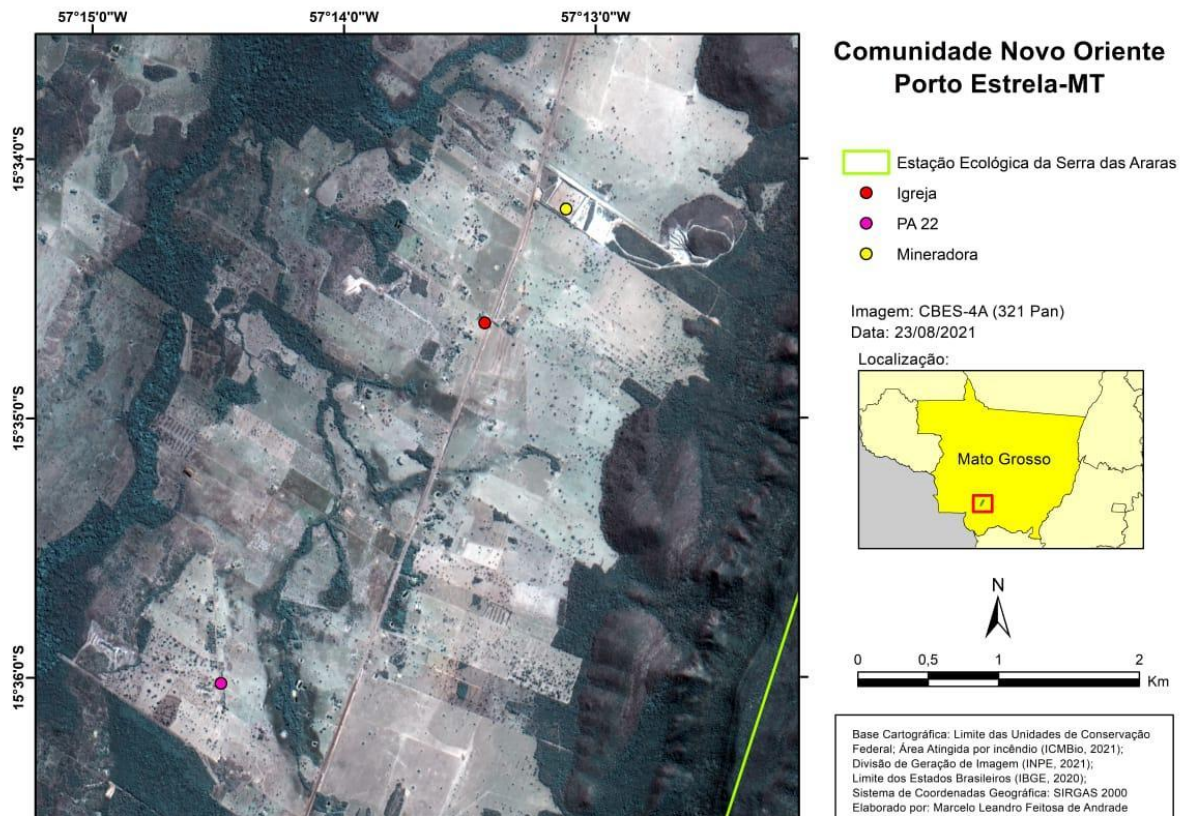 57°15'0"W
57°14'0"W
57°13'0"W
15°34'0"S
15°35'0"S
15°36'0"S
Comunidade Novo Oriente
Porto Estrela-MT
Estação Ecológica da Serra das Araras
Igreja
PA 22
Mineradora
Imagem: CBES-4A (321 Pan)
Data: 23/08/2021
Localização:
Mato Grosso
N
0 0,5 1 2
Km
Base Cartográfica: Limite das Unidades de Conservação
Federal; Área Atingida por incêndio (ICMBio, 2021);
Divisão de Geração de Imagem (INPE, 2021);
Limite dos Estados Brasileiros (IBGE, 2020);
Sistema de Coordenadas Geográfica: SIRGAS 2000
Elaborado por: Marcelo Leandro Feitosa de Andrade